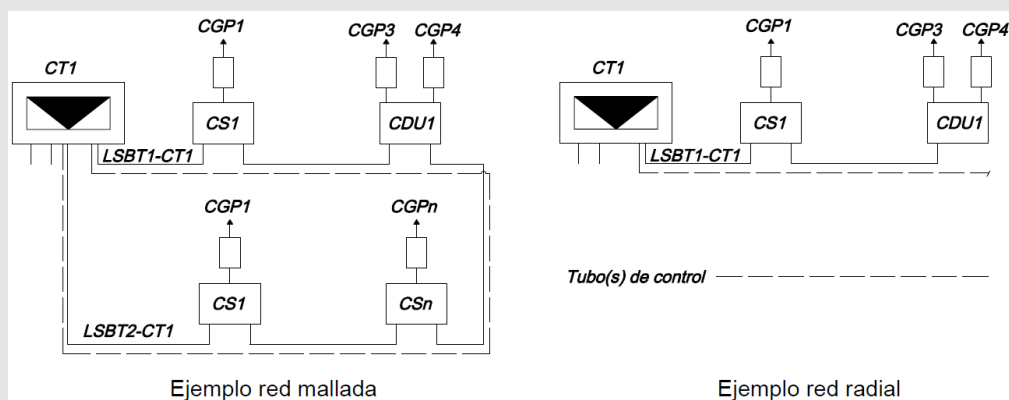 CGP1
CGP3
CGP4
CT1
CS1
CDU1
LSBT1-CT1
CGP1
CGPn
CS1
CSn
LSBT2-CT1
Ejemplo red mallada
CGP1
CGP3
CGP4
CT1
CS1
CDU1
LSBT1-CT1
Tubo(s) de control
Ejemplo red radial